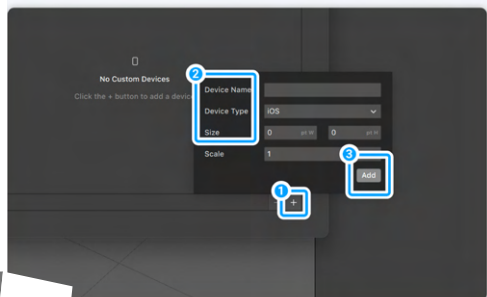 No Custom Devices
Click the + button to add a device
2
Device Name
Device Type iOS
Size 0 pt W 0 pt H
Scale 1
3
Add
1
- +